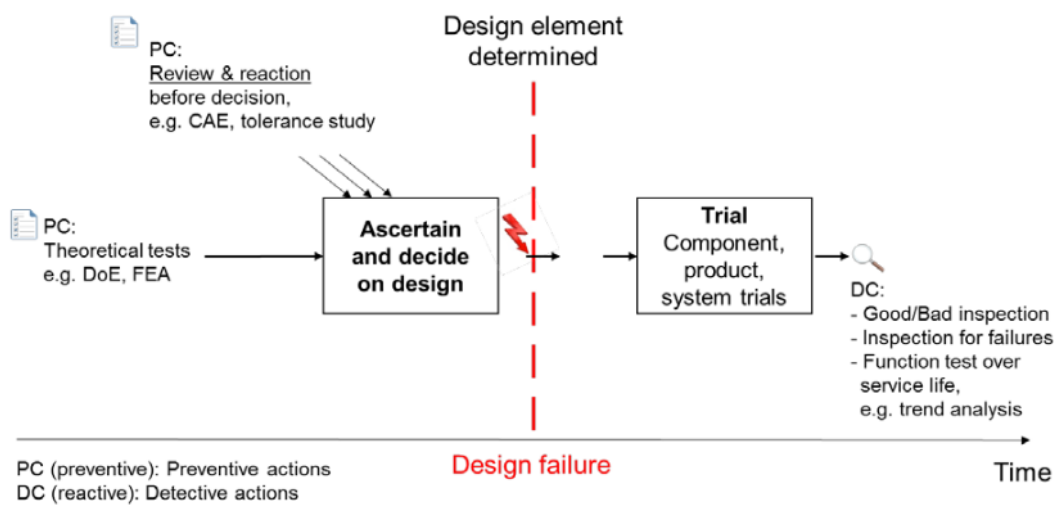 Design element
determined
PC:
Review & reaction
before decision,
e.g. CAE, tolerance study
PC:
Theoretical tests
e.g. DoE, FEA
Ascertain
and decide
on design
Trial
Component,
product,
system trials
DC:
- Good/Bad inspection
- Inspection for failures
- Function test over
service life,
e.g. trend analysis
Design failure
Time
PC (preventive): Preventive actions
DC (reactive): Detective actions